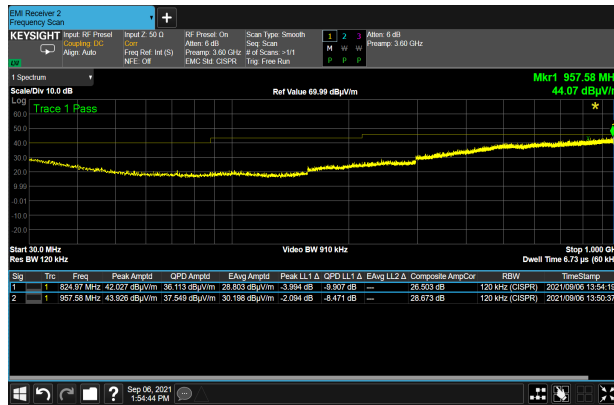 EMI Receiver 2
Frequency Scan
KEYSIGHT Input: RF Presel Input Z: 50 Ω RF Presel: On Scan Type: Smooth 1 2 3 Atten: 6 dB
Coupling: DC Corr Atten: 6 dB Seq: Scan M W W Preamp: 3.60 GHz
Align: Auto Freq Ref: Int (S) Preamp: 3.60 GHz # of Scans: >1/1 P P P
NFE: Off EMC Std: CISPR Trig: Free Run
1 Spectrum Mkr1 957.58 MH
Scale/Div 10.0 dB Ref Value 69.99 dBµV/m 44.07 dBµV/
Log
Trace 1 Pass
60.0
50.0
40.0
30.0
20.0
9.99
-0.01
-10.0
-20.0
Start 30.0 MHz Video BW 910 kHz Stop 1.000 G
Res BW 120 kHz Dwell Time 6.73 µs (60 kH
Sig Trc Freq Peak Amptd QPD Amptd EAvg Amptd Peak LL1 Δ QPD LL1 Δ EAvg LL2 Δ Composite AmpCor RBW TimeStamp
1 1 824.97 MHz 42.027 dBµV/m 36.113 dBµV/m 28.803 dBµV/m -3.994 dB -9.907 dB --- 26.503 dB 120 kHz (CISPR) 2021/09/06 13:54:19
2 1 957.58 MHz 43.926 dBµV/m 37.549 dBµV/m 30.198 dBµV/m -2.094 dB -8.471 dB --- 28.673 dB 120 kHz (CISPR) 2021/09/06 13:50:37
Sep 06, 2021
1:54:44 PM